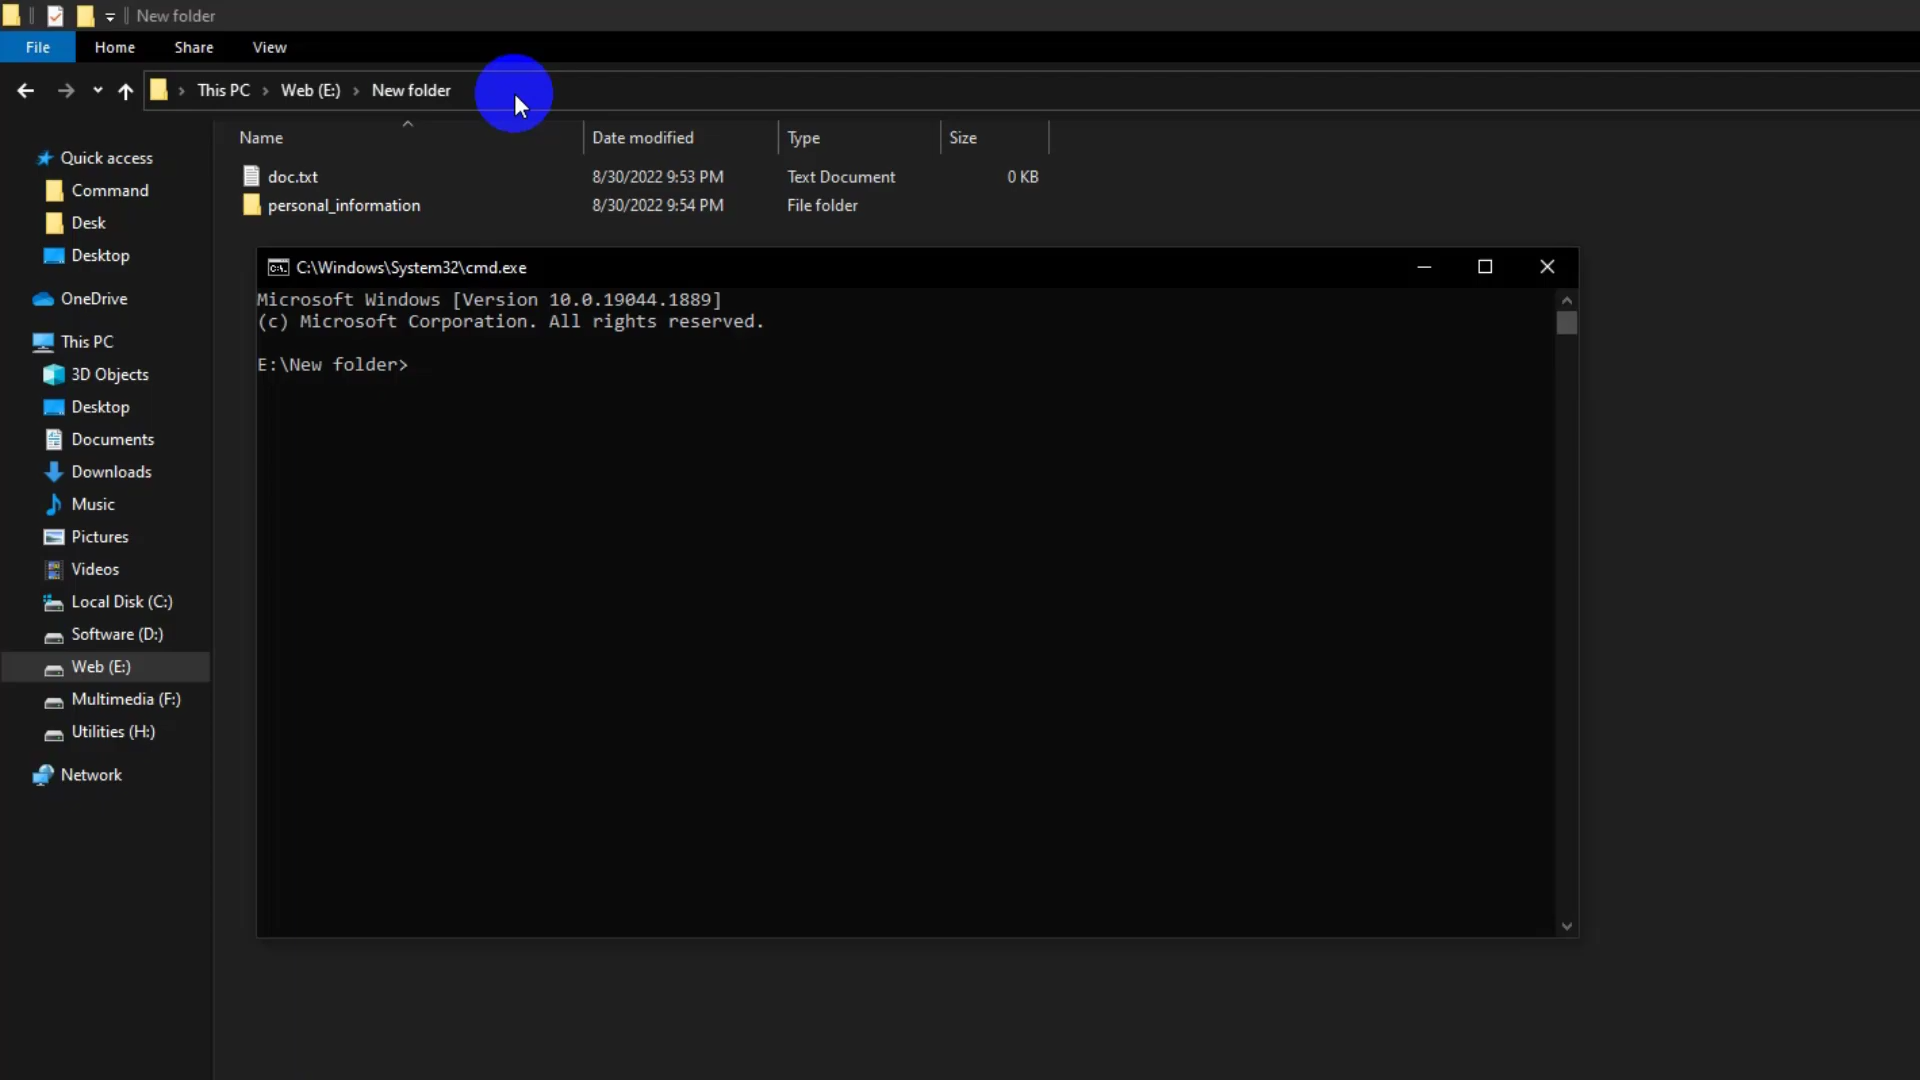 New folder
File Home Share View
This PC > Web (E:) > New folder
Name Date modified Type Size
doc.txt 8/30/2022 9:53 PM Text Document 0 KB
personal_information 8/30/2022 9:54 PM File folder
Quick access
Command
Desk
Desktop
OneDrive
This PC
3D Objects
Desktop
Documents
Downloads
Music
Pictures
Videos
Local Disk (C:)
Software (D:)
Web (E:)
Multimedia (F:)
Utilities (H:)
Network
C:\Windows\System32\cmd.exe
Microsoft Windows [Version 10.0.19044.1889]
(c) Microsoft Corporation. All rights reserved.
E:\New folder>